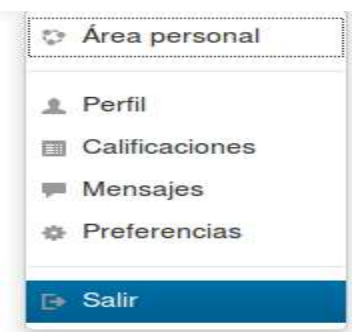 Área personal
Perfil
Calificaciones
Mensajes
Preferencias
Salir